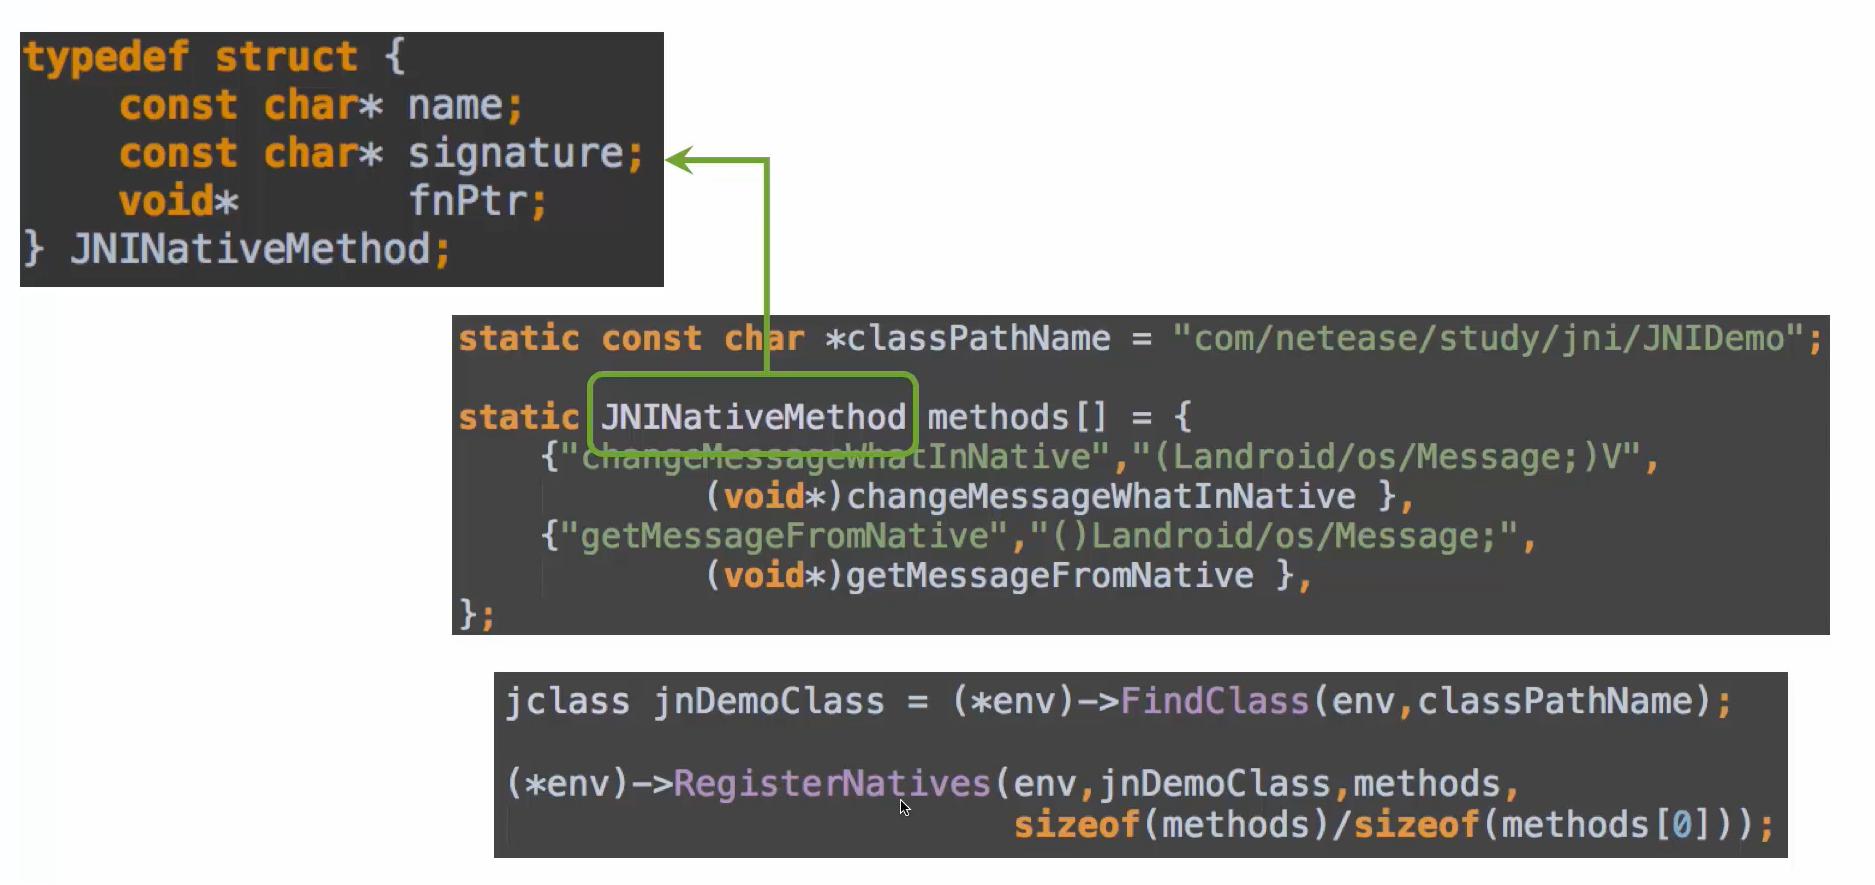 typedef struct {
    const char* name;
    const char* signature;
    void*       fnPtr;
} JNINativeMethod;
static const char *classPathName = "com/netease/study/jni/JNIDemo";
static JNINativeMethod methods[] = {
    {"changeMessageWhatInNative","(Landroid/os/Message;)V",
            (void*)changeMessageWhatInNative },
    {"getMessageFromNative","()Landroid/os/Message;",
            (void*)getMessageFromNative },
};
jclass jnDemoClass = (*env)->FindClass(env,classPathName);
(*env)->RegisterNatives(env,jnDemoClass,methods,
                        sizeof(methods)/sizeof(methods[0]));